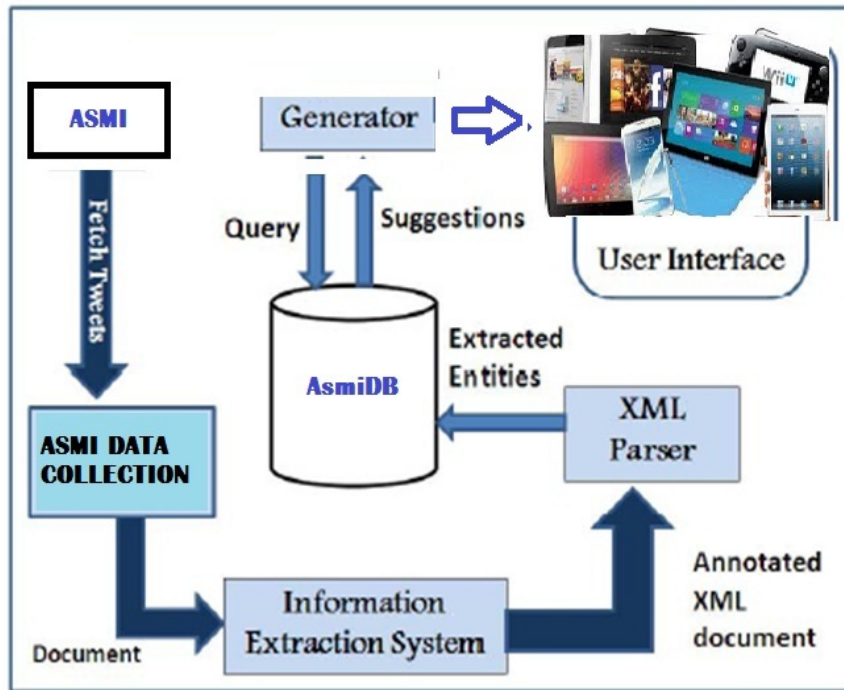 ASMI
Generator
Wii U
Fetch Tweets
Query
Suggestions
User Interface
AsmiDB
Extracted
Entities
XML
Parser
ASMI DATA
COLLECTION
Annotated
XML
document
Information
Extraction System
Document